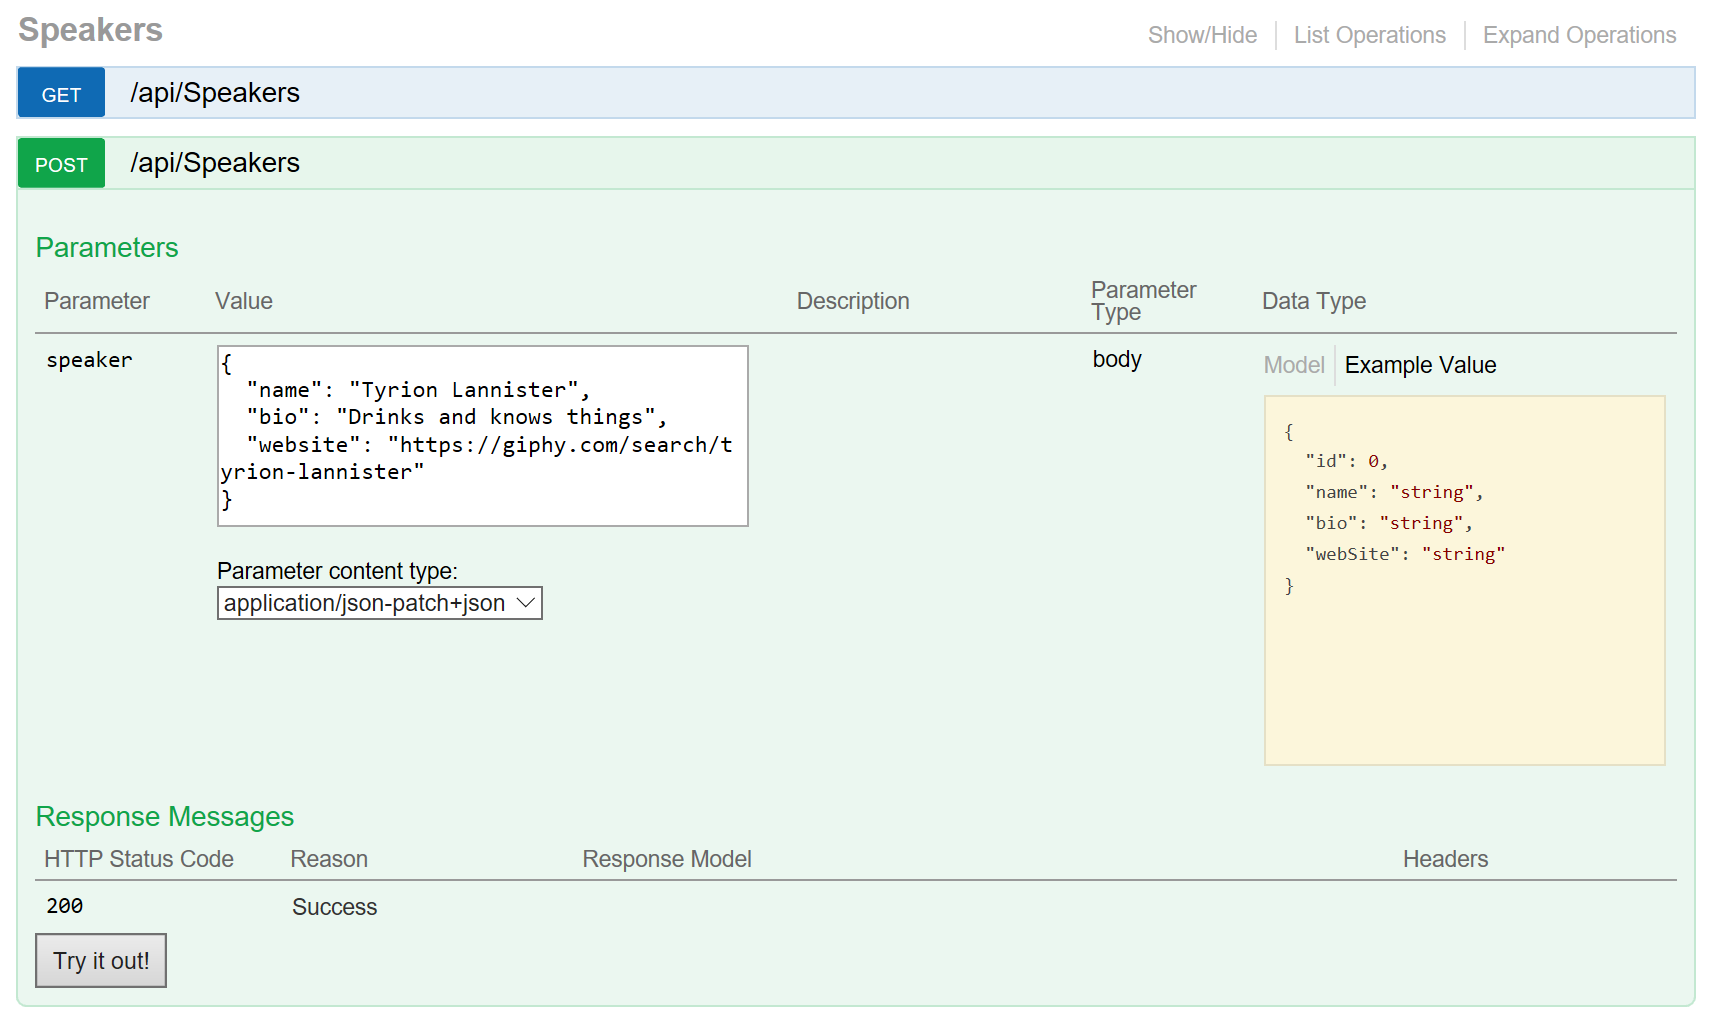 Speakers
Show/Hide
List Operations
Expand Operations
GET
/api/Speakers
POST
/api/Speakers
Parameters
Parameter
Value
Description
Parameter
Type
Data Type
speaker
{
"name": "Tyrion Lannister",
"bio": "Drinks and knows things",
"website": "https://giphy.com/search/t
yrion-lannister"
}
Parameter content type:
application/json-patch+json
body
Model
Example Value
{
"id": 0,
"name": "string",
"bio": "string",
"webSite": "string"
}
Response Messages
HTTP Status Code
Reason
Response Model
Headers
200
Success
Try it out!